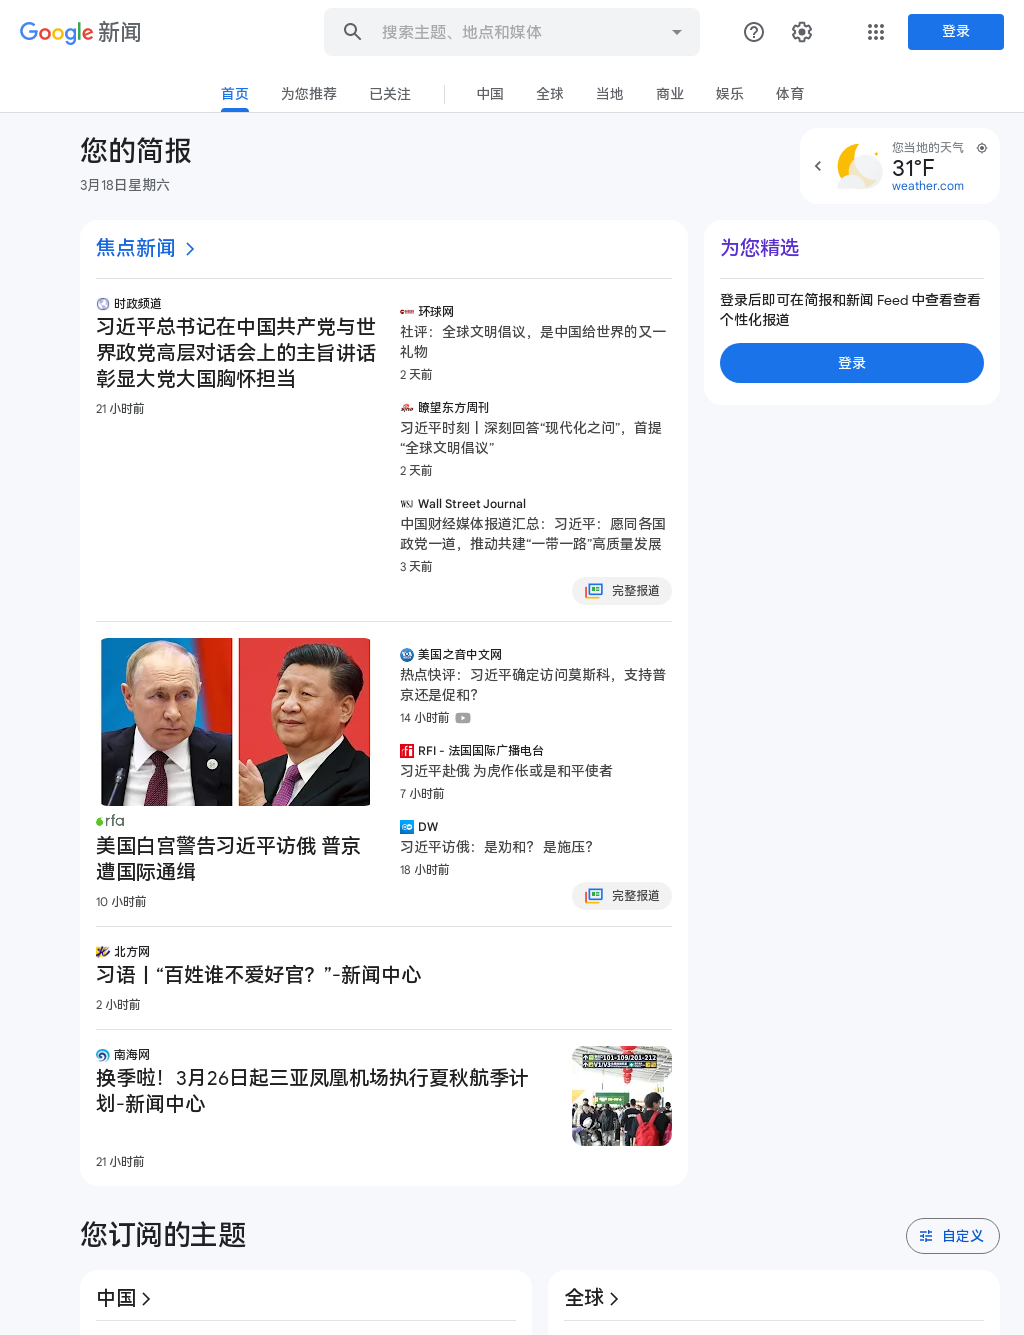 Google 新闻
搜索主题、地点和媒体
登录
首页
为您推荐
已关注
中国
全球
当地
商业
娱乐
体育
您的简报
3月18日星期六
您当地的天气
31°F
weather.com
焦点新闻
时政频道
习近平总书记在中国共产党与世
界政党高层对话会上的主旨讲话
彰显大党大国胸怀担当
21 小时前
环球网
社评：全球文明倡议，是中国给世界的又一
礼物
2 天前
瞭望东方周刊
习近平时刻丨深刻回答“现代化之问”，首提
“全球文明倡议”
2 天前
WSJ Wall Street Journal
中国财经媒体报道汇总：习近平：愿同各国
政党一道，推动共建“一带一路”高质量发展
3 天前
完整报道
为您精选
登录后即可在简报和新闻 Feed 中查看查看
个性化报道
登录
rfa
美国白宫警告习近平访俄 普京
遭国际通缉
10 小时前
美国之音中文网
热点快评：习近平确定访问莫斯科，支持普
京还是促和？
14 小时前
RFI - 法国国际广播电台
习近平赴俄 为虎作伥或是和平使者
7 小时前
DW
习近平访俄：是劝和？ 是施压？
18 小时前
完整报道
北方网
习语丨“百姓谁不爱好官？”-新闻中心
2 小时前
南海网
换季啦！3月26日起三亚凤凰机场执行夏秋航季计
划-新闻中心
21 小时前
您订阅的主题
自定义
中国
全球